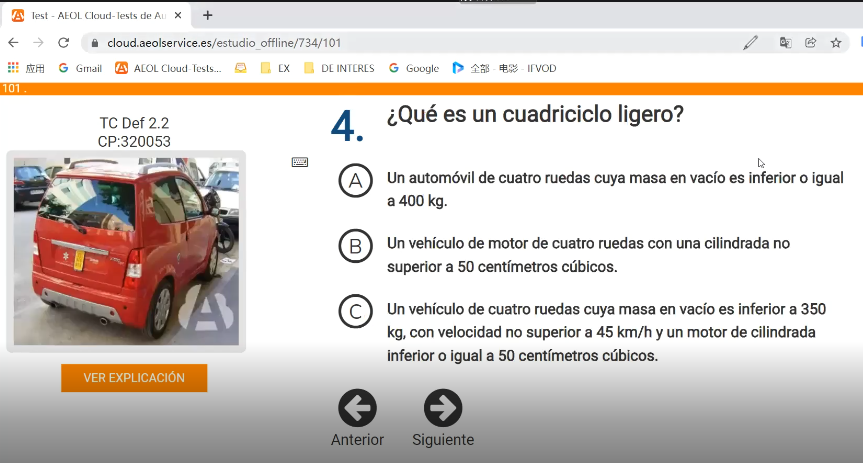 Test - AEOL Cloud-Tests de Au
cloud.aeolservice.es/estudio_offline/734/101
应用 Gmail AEOL Cloud-Tests... EX DE INTERES Google 全部 - 电影 - IFVOD
101 .
TC Def 2.2
CP:320053
VER EXPLICACIÓN
4. ¿Qué es un cuadriciclo ligero?
A Un automóvil de cuatro ruedas cuya masa en vacío es inferior o igual
a 400 kg.
B Un vehículo de motor de cuatro ruedas con una cilindrada no
superior a 50 centímetros cúbicos.
C Un vehículo de cuatro ruedas cuya masa en vacío es inferior a 350
kg, con velocidad no superior a 45 km/h y un motor de cilindrada
inferior o igual a 50 centímetros cúbicos.
Anterior Siguiente